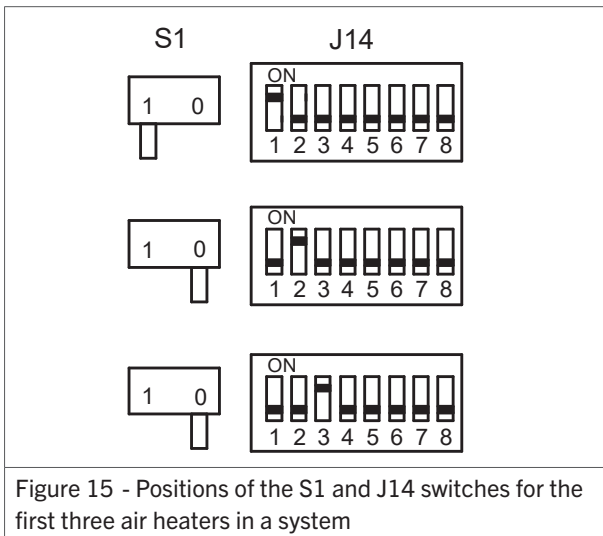 S1 J14
1 0
ON
1 2 3 4 5 6 7 8
1 0
ON
1 2 3 4 5 6 7 8
1 0
ON
1 2 3 4 5 6 7 8
Figure 15 - Positions of the S1 and J14 switches for the
first three air heaters in a system